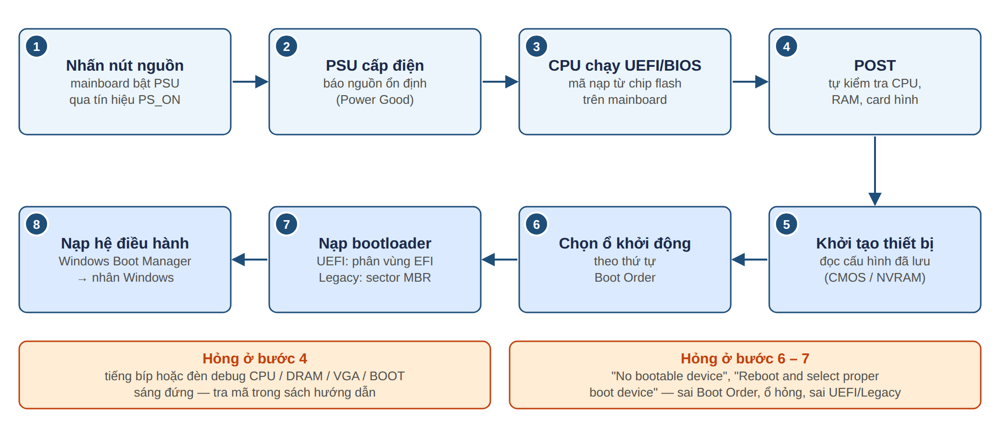 1
Nhấn nút nguồn
mainboard bật PSU
qua tín hiệu PS_ON
2
PSU cấp điện
báo nguồn ổn định
(Power Good)
3
CPU chạy UEFI/BIOS
mã nạp từ chip flash
trên mainboard
4
POST
tự kiểm tra CPU,
RAM, card hình
5
Khởi tạo thiết bị
đọc cấu hình đã lưu
(CMOS / NVRAM)
6
Chọn ổ khởi động
theo thứ tự
Boot Order
7
Nạp bootloader
UEFI: phân vùng EFI
Legacy: sector MBR
8
Nạp hệ điều hành
Windows Boot Manager
→ nhân Windows
Hỏng ở bước 4
tiếng bíp hoặc đèn debug CPU / DRAM / VGA / BOOT
sáng đứng — tra mã trong sách hướng dẫn
Hỏng ở bước 6 – 7
"No bootable device", "Reboot and select proper
boot device" — sai Boot Order, ổ hỏng, sai UEFI/Legacy